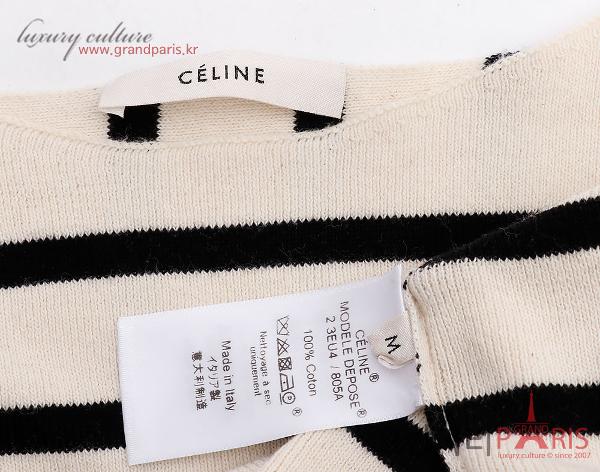 luxury culture
www.grandparis.kr
CÉLINE
CÉLINE®
MODELE DEPOSE®
2 3EU4 / 805A
100% Coton
Nettoyage à sec
uniquement
Made in Italy
イタリア製
意大利制造
M
GRAND
PARIS
luxury culture © since 2007